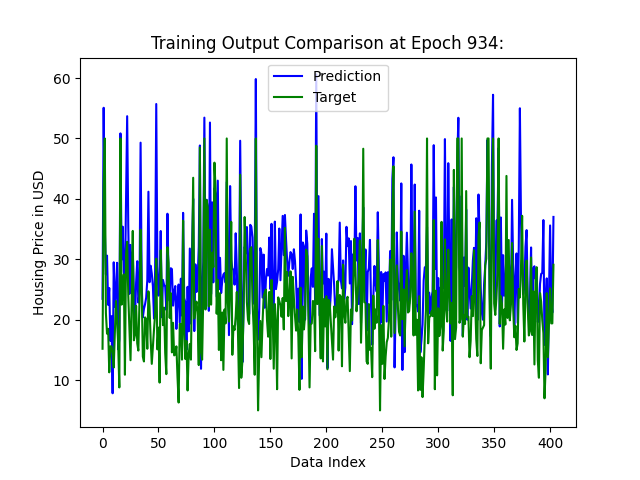 Training Output Comparison at Epoch 934:
Prediction
Target
Housing Price in USD
60
50
40
30
20
10
0 50 100 150 200 250 300 350 400
Data Index